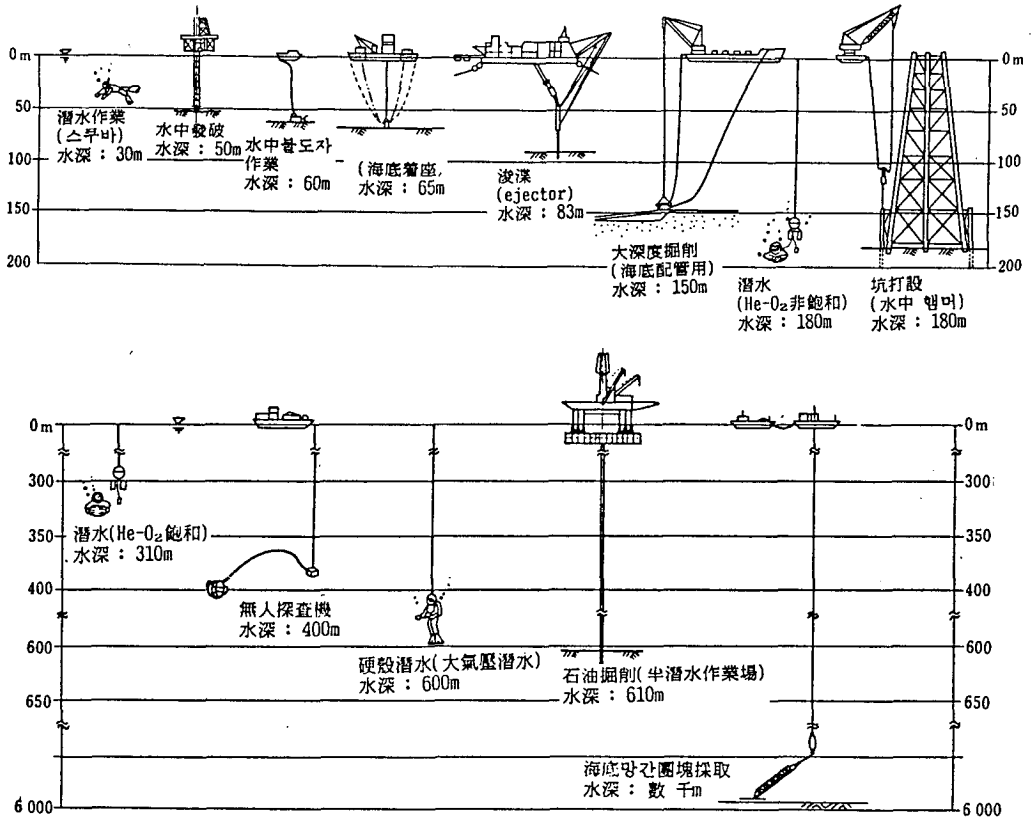 0m
50
100
150
200
0m
50
100
150
200
潛水作業
(스쿠바)
水深 : 30m
水中發破
水深 : 50m
水中불도자
作業
水深 : 60m
(海底着座,
水深 : 65m
浚渫
(ejector)
水深 : 83m
大深度掘削
(海底配管用)
水深 : 150m
潛水
(He-O₂非飽和)
水深 : 180m
坑打設
(水中 햄머)
水深 : 180m
0m
300
350
400
600
650
6 000
0m
300
350
400
600
650
6 000
潛水(He-O₂飽和)
水深 : 310m
無人探査機
水深 : 400m
硬殼潛水(大氣壓潛水)
水深 : 600m
石油掘削(半潛水作業場)
水深 : 610m
海底망간團塊採取
水深 : 數 千m